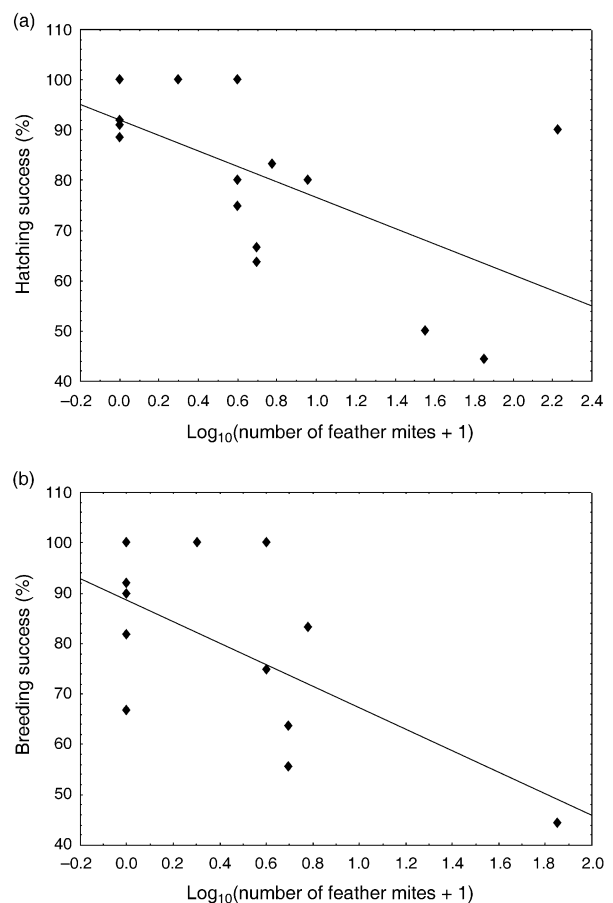 (a)
110
100
90
80
70
60
50
40
Hatching success (%)
−0.2 0.0 0.2 0.4 0.6 0.8 1.0 1.2 1.4 1.6 1.8 2.0 2.2 2.4
Log₁₀(number of feather mites + 1)
(b)
110
100
90
80
70
60
50
40
Breeding success (%)
−0.2 0.0 0.2 0.4 0.6 0.8 1.0 1.2 1.4 1.6 1.8 2.0
Log₁₀(number of feather mites + 1)